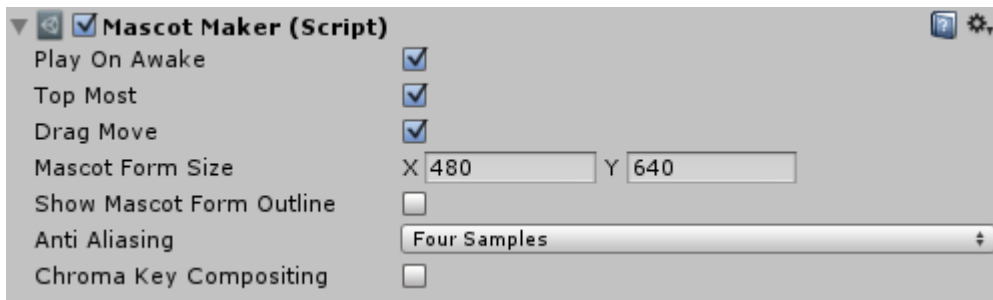 Mascot Maker (Script)
Play On Awake
Top Most
Drag Move
Mascot Form Size X 480 Y 640
Show Mascot Form Outline
Anti Aliasing Four Samples
Chroma Key Compositing